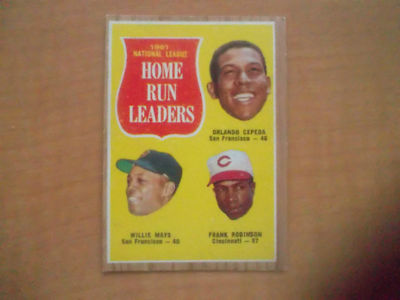 1961
NATIONAL LEAGUE
HOME
RUN
LEADERS
ORLANDO CEPEDA
San Francisco — 46
WILLIE MAYS
San Francisco — 40
FRANK ROBINSON
Cincinnati — 37